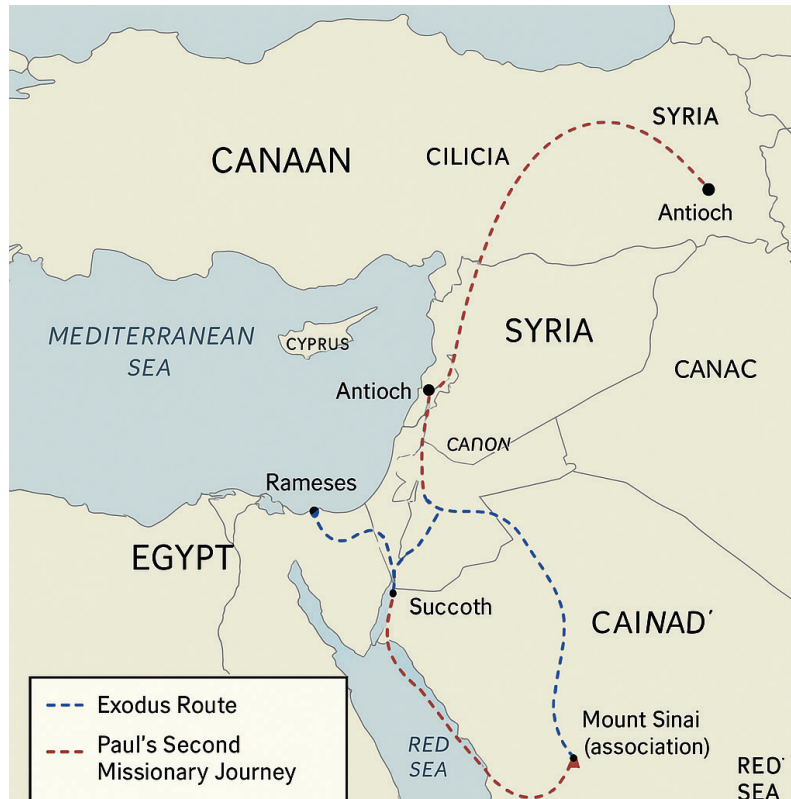 SYRIA
CANAAN
CILICIA
Antioch
MEDITERRANEAN
SEA
CYPRUS
SYRIA
CANAC
Antioch
CANON
Rameses
EGYPT
Succoth
CAINAD'
Exodus Route
Paul's Second
Missionary Journey
RED
SEA
Mount Sinai
(association)
RED'
SEA